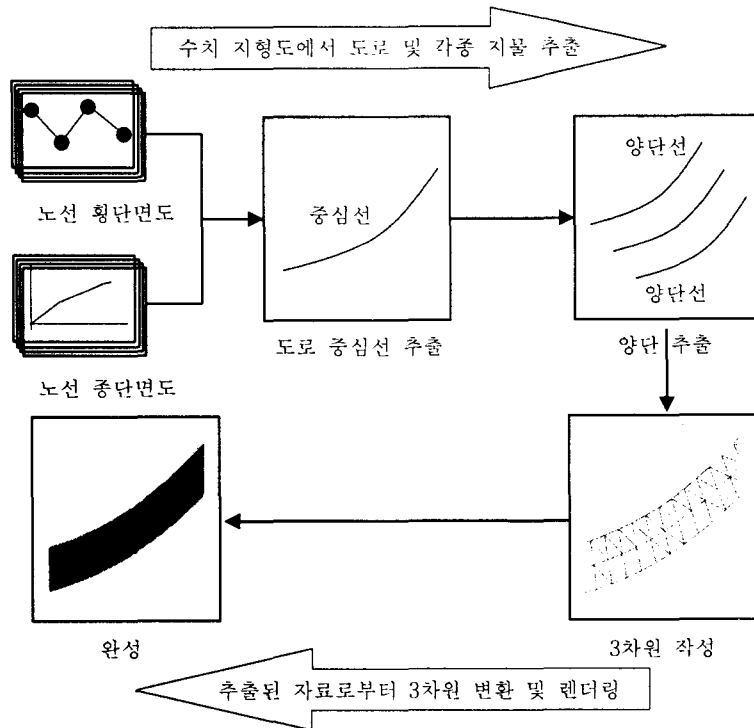 수치 지형도에서 도로 및 각종 지물 추출
노선 횡단면도
노선 종단면도
중심선
도로 중심선 추출
양단선
양단선
양단 추출
3차원 작성
완성
추출된 자료로부터 3차원 변환 및 렌더링